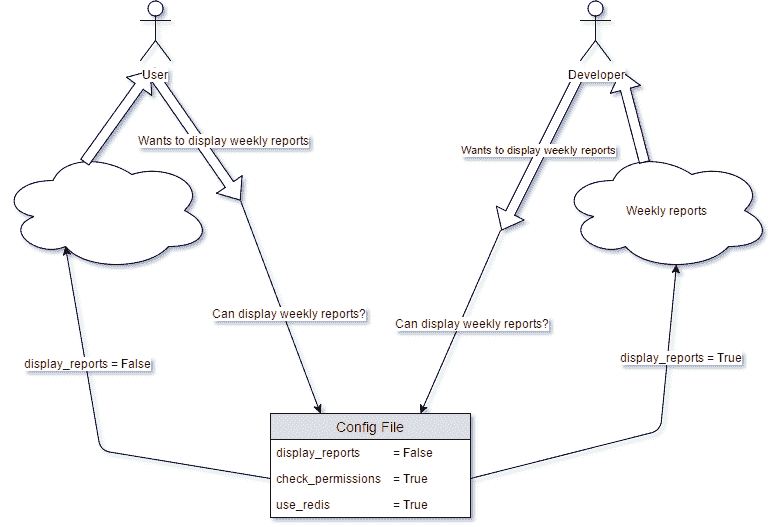 User
Developer
Wants to display weekly reports
Wants to display weekly reports
Weekly reports
Can display weekly reports?
Can display weekly reports?
display_reports = False
display_reports = True
Config File
display_reports = False
check_permissions = True
use_redis = True